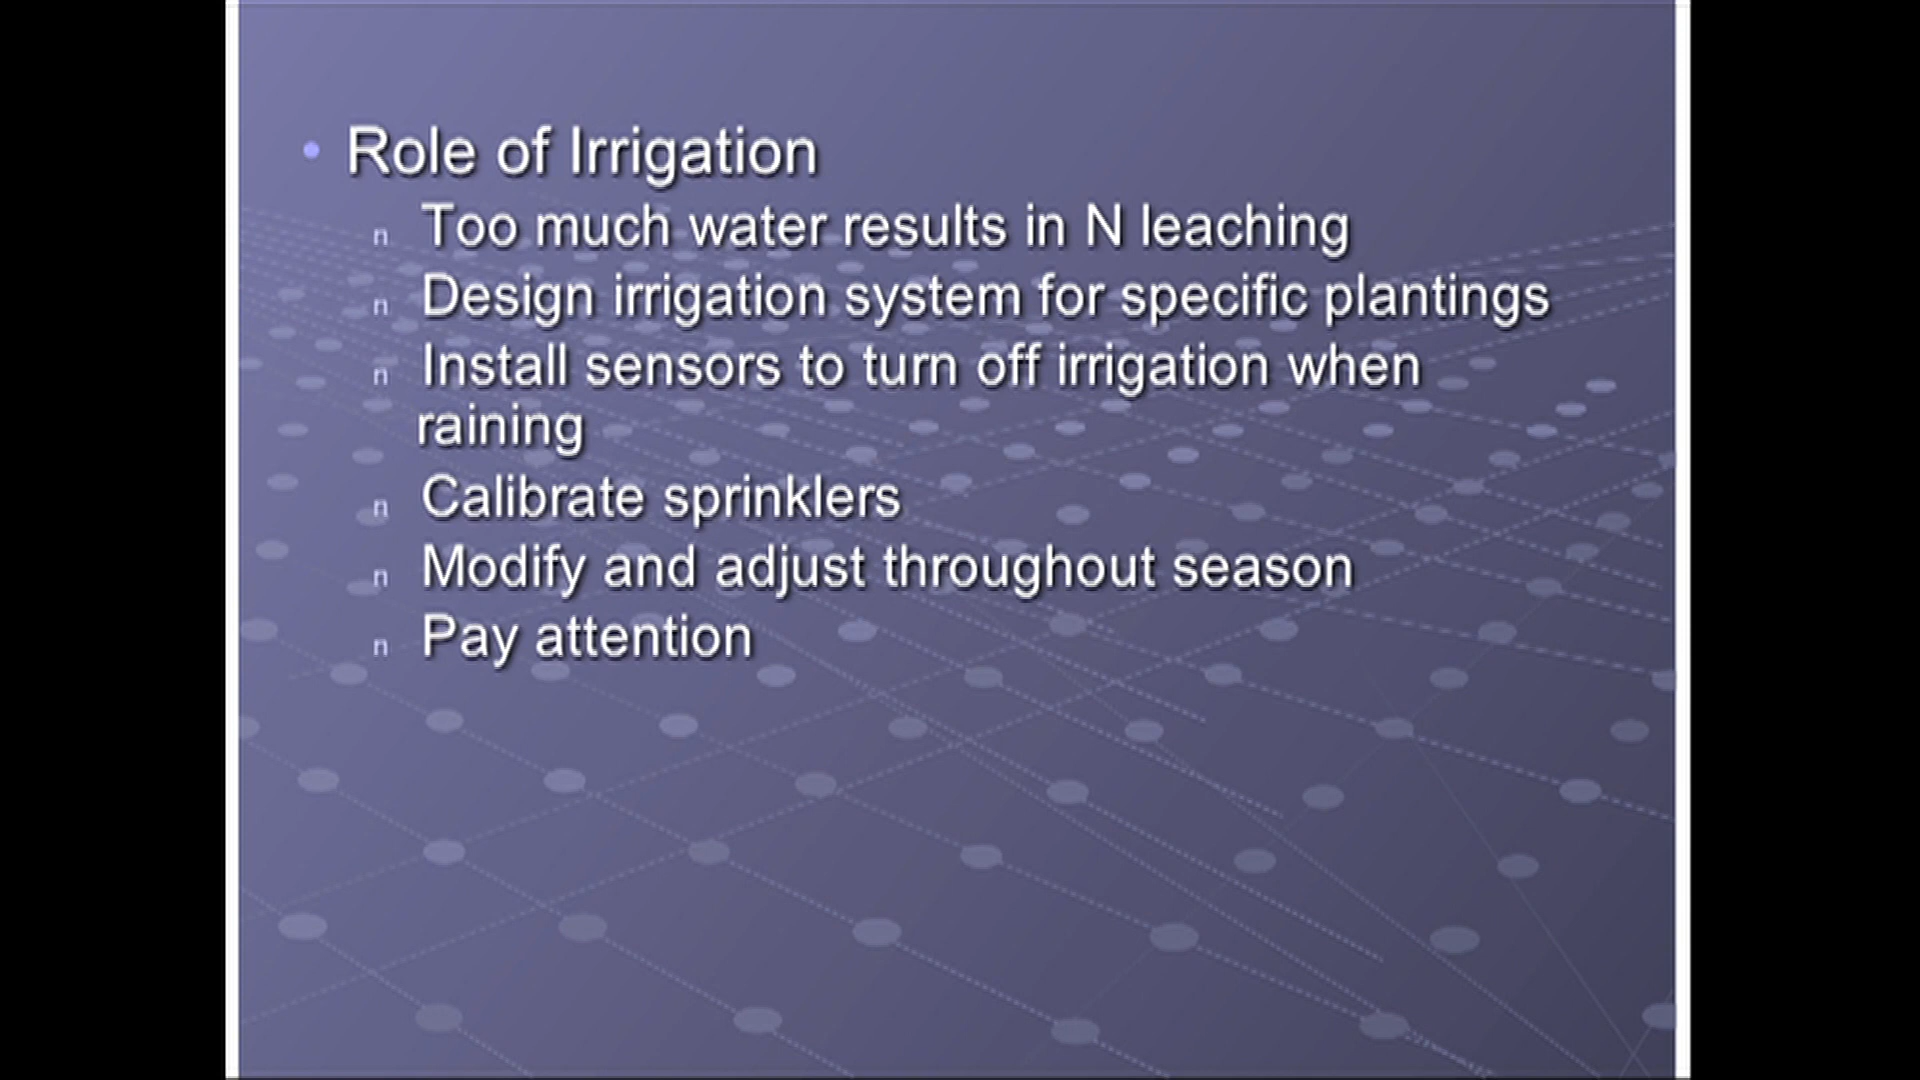 • Role of Irrigation
n Too much water results in N leaching
n Design irrigation system for specific plantings
n Install sensors to turn off irrigation when
raining
n Calibrate sprinklers
n Modify and adjust throughout season
n Pay attention